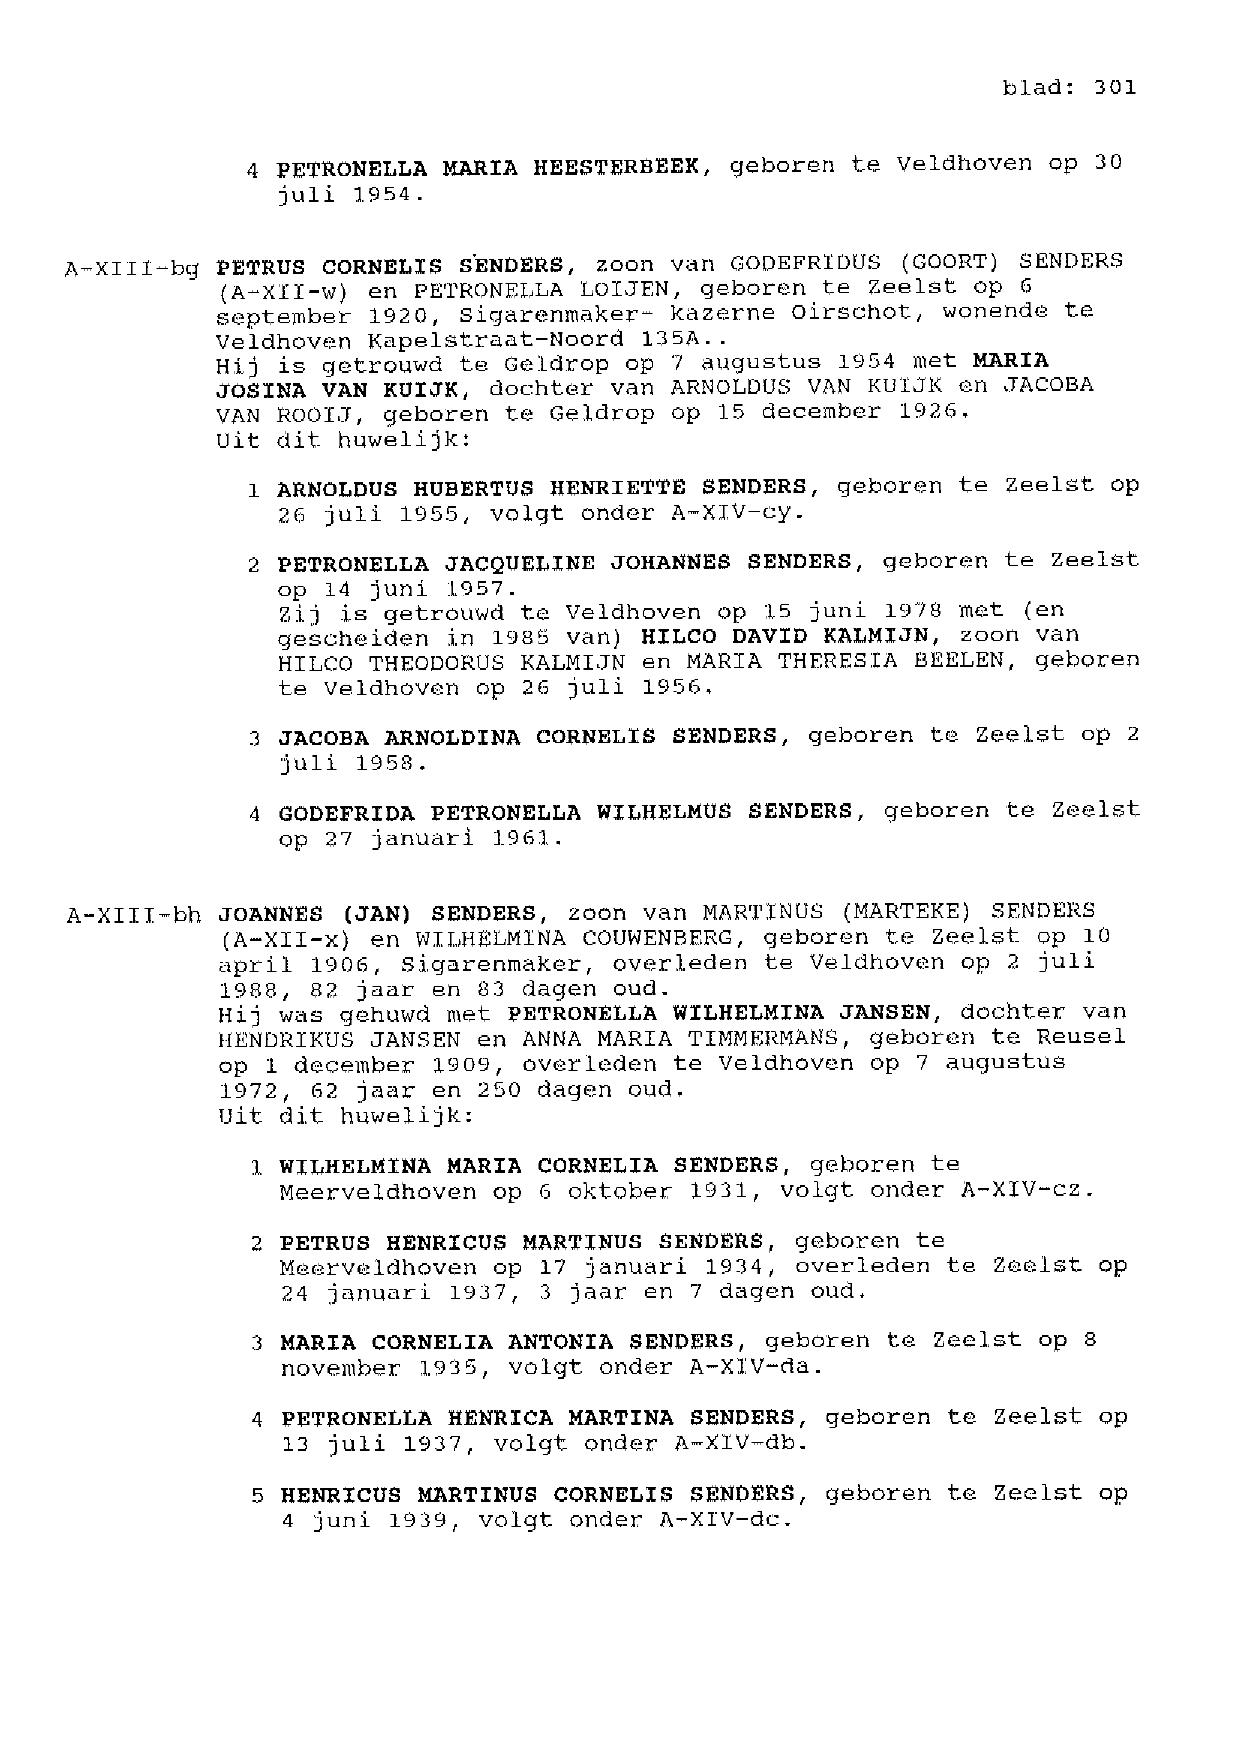 blad: 301
4 PETRONELLA MARIA HEESTERBEEK, geboren te Veldhoven op 30
juli 1954.
A-XIII-bg PETRUS CORNELIS SENDERS, zoon van GODEFRIDUS (GOORT) SENDERS
(A-XII-w) en PETRONELLA LOIJEN, geboren te Zeelst op 6
september 1920, Sigarenmaker- kazerne Oirschot, wonende te
Veldhoven Kapelstraat-Noord 135A..
Hij is getrouwd te Geldrop op 7 augustus 1954 met MARIA
JOSINA VAN KUIJK, dochter van ARNOLDUS VAN KUIJK en JACOBA
VAN ROOIJ, geboren te Geldrop op 15 december 1926.
Uit dit huwelijk:
1 ARNOLDUS HUBERTUS HENRIETTE SENDERS, geboren te Zeelst op
26 juli 1955, volgt onder A-XIV-cy.
2 PETRONELLA JACQUELINE JOHANNES SENDERS, geboren te Zeelst
op 14 juni 1957.
Zij is getrouwd te Veldhoven op 15 juni 1978 met (en
gescheiden in 1985 van) HILCO DAVID KALMIJN, zoon van
HILCO THEODORUS KALMIJN en MARIA THERESIA BEELEN, geboren
te Veldhoven op 26 juli 1956.
3 JACOBA ARNOLDINA CORNELIS SENDERS, geboren te Zeelst op 2
juli 1958.
4 GODEFRIDA PETRONELLA WILHELMUS SENDERS, geboren te Zeelst
op 27 januari 1961.
A-XIII-bh JOANNES (JAN) SENDERS, zoon van MARTINUS (MARTEKE) SENDERS
(A-XII-x) en WILHELMINA COUWENBERG, geboren te Zeelst op 10
april 1906, Sigarenmaker, overleden te Veldhoven op 2 juli
1988, 82 jaar en 83 dagen oud.
Hij was gehuwd met PETRONELLA WILHELMINA JANSEN, dochter van
HENDRIKUS JANSEN en ANNA MARIA TIMMERMANS, geboren te Reusel
op 1 december 1909, overleden te Veldhoven op 7 augustus
1972, 62 jaar en 250 dagen oud.
Uit dit huwelijk:
1 WILHELMINA MARIA CORNELIA SENDERS, geboren te
Meerveldhoven op 6 oktober 1931, volgt onder A-XIV-cz.
2 PETRUS HENRICUS MARTINUS SENDERS, geboren te
Meerveldhoven op 17 januari 1934, overleden te Zeelst op
24 januari 1937, 3 jaar en 7 dagen oud.
3 MARIA CORNELIA ANTONIA SENDERS, geboren te Zeelst op 8
november 1935, volgt onder A-XIV-da.
4 PETRONELLA HENRICA MARTINA SENDERS, geboren te Zeelst op
13 juli 1937, volgt onder A-XIV-db.
5 HENRICUS MARTINUS CORNELIS SENDERS, geboren te Zeelst op
4 juni 1939, volgt onder A-XIV-dc.